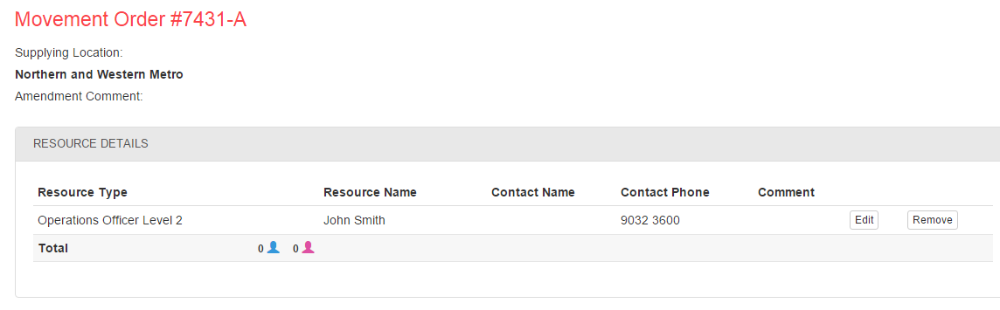 Movement Order #7431-A
Supplying Location:
Northern and Western Metro
Amendment Comment:
RESOURCE DETAILS
Resource Type Resource Name Contact Name Contact Phone Comment
Operations Officer Level 2 John Smith 9032 3600 Edit Remove
Total 0 0